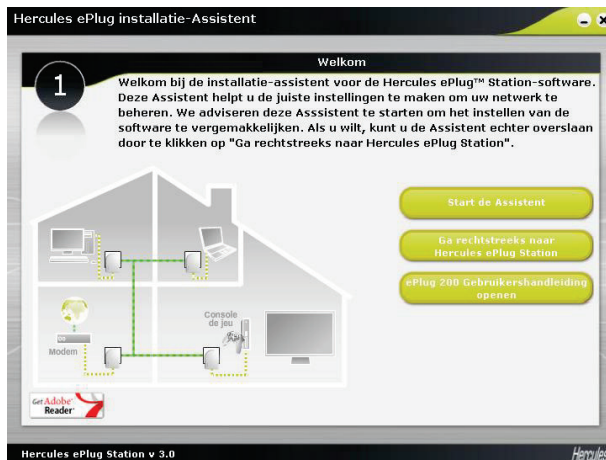 Hercules ePlug installatie-Assistent
Welkom
1
Welkom bij de installatie-assistent voor de Hercules ePlug™ Station-software.
Deze Assistent helpt u de juiste instellingen te maken om uw netwerk te
beheren. We adviseren deze Asssistent te starten om het instellen van de
software te vergemakkelijken. Als u wilt, kunt u de Assistent echter overslaan
door te klikken op "Ga rechtstreeks naar Hercules ePlug Station".
Start de Assistent
Ga rechtstreeks naar
Hercules ePlug Station
ePlug 200 Gebruikershandleiding
openen
Console
de jeu
Modem
Get Adobe®
Reader®
Hercules ePlug Station v 3.0
Hercules